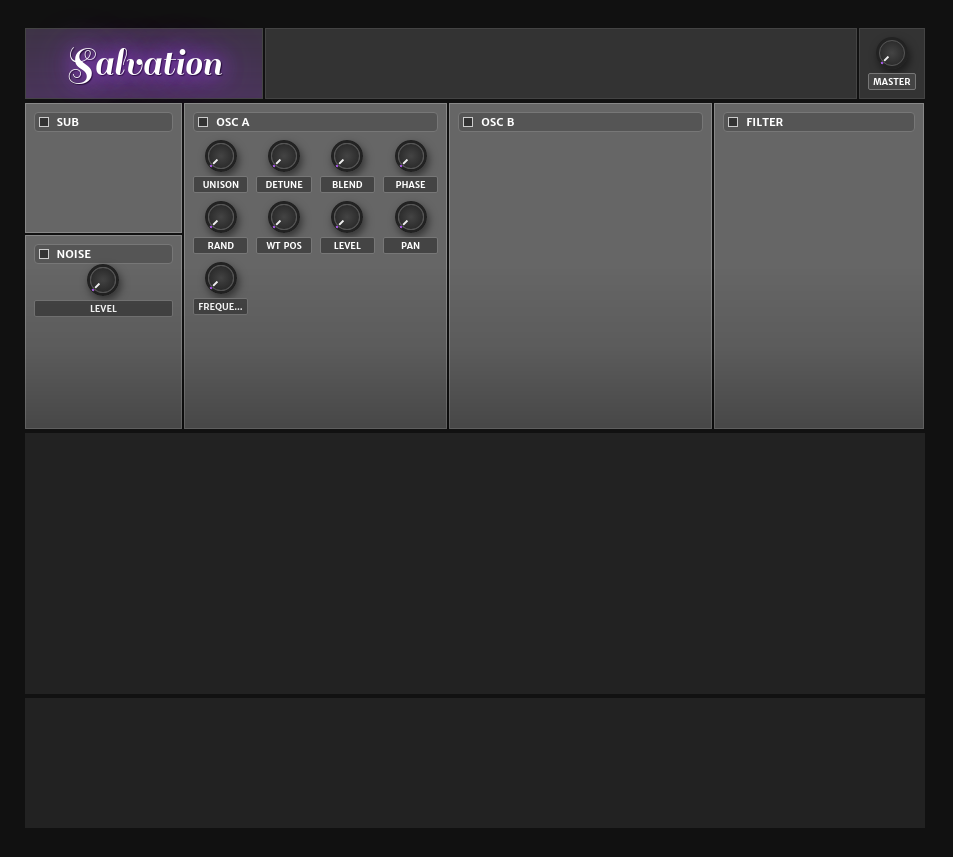 Salvation
MASTER
SUB
OSC A
OSC B
FILTER
UNISON DETUNE BLEND PHASE
RAND WT POS LEVEL PAN
NOISE
LEVEL
FREQUE...